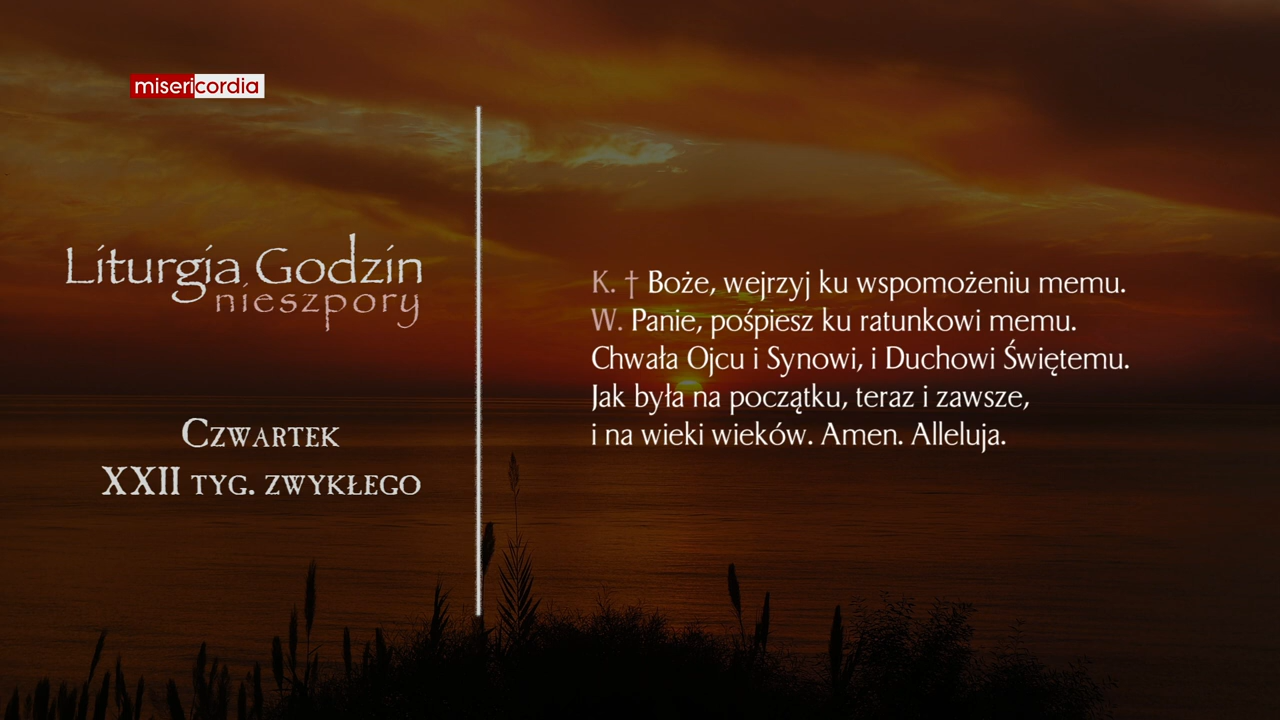 misericordia
Liturgia Godzin
nieszpory
Czwartek
XXII tyg. zwykłego
K. † Boże, wejrzyj ku wspomożeniu memu.
W. Panie, pośpiesz ku ratunkowi memu.
Chwała Ojcu i Synowi, i Duchowi Świętemu.
Jak była na początku, teraz i zawsze,
i na wieki wieków. Amen. Alleluja.